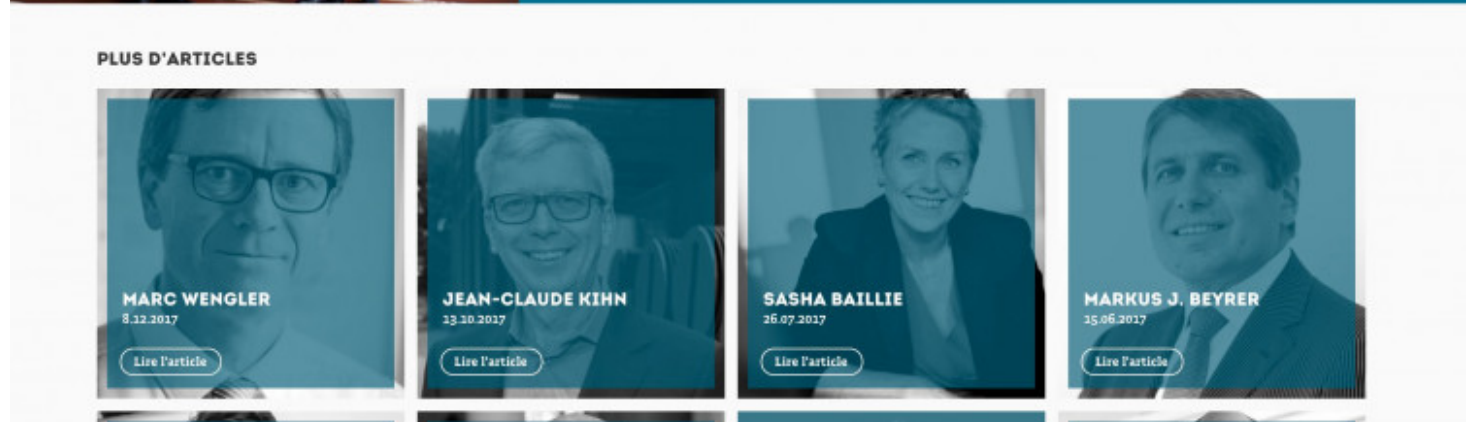 PLUS D'ARTICLES
MARC WENGLER
8.12.2017
Lire l'article
JEAN-CLAUDE KIHN
13.10.2017
Lire l'article
SASHA BAILLIE
26.07.2017
Lire l'article
MARKUS J. BEYRER
15.06.2017
Lire l'article